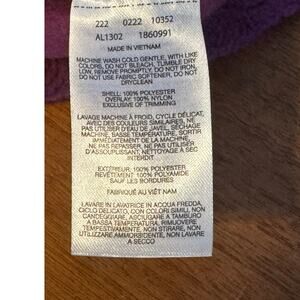 222 0222 10352
AL1302 1860991
MADE IN VIETNAM
MACHINE WASH COLD GENTLE, WITH LIKE
COLORS, DO NOT BLEACH, TUMBLE DRY
LOW, REMOVE PROMPTLY, DO NOT IRON,
DO NOT USE FABRIC SOFTENER, DO NOT
DRYCLEAN
SHELL: 100% POLYESTER
OVERLAY: 100% NYLON
EXCLUSIVE OF TRIMMING
LAVAGE MACHINE À FROID, CYCLE DÉLICAT,
AVEC DES COULEURS SIMILAIRES, NE
PAS UTILISER D'EAU DE JAVEL, SÉCHAGE
MACHINE, BASSE TEMPÉRATURE, SORTIR
IMMÉDIATEMENT DE LA MACHINE,
NE PAS REPASSER, NE PAS UTILISER
D'ASSOUPLISSANT, NETTOYAGE À SEC
INTERDIT
EXTÉRIEUR: 100% POLYESTER
REVÊTEMENT: 100% POLYAMIDE
SAUF LES BORDURES
FABRIQUÉ AU VIÊT NAM
LAVARE IN LAVATRICE IN ACQUA FREDDA,
CICLO DELICATO, CON COLORI SIMILI, NON
CANDEGGIARE, ASCIUGARE A TAMBURO
A BASSA TEMPERATURA, RIMUOVERE
TEMPESTIVAMENTE, NON STIRARE, NON
UTILIZZARE AMMORBIDENTE, NON LAVARE
A SECCO